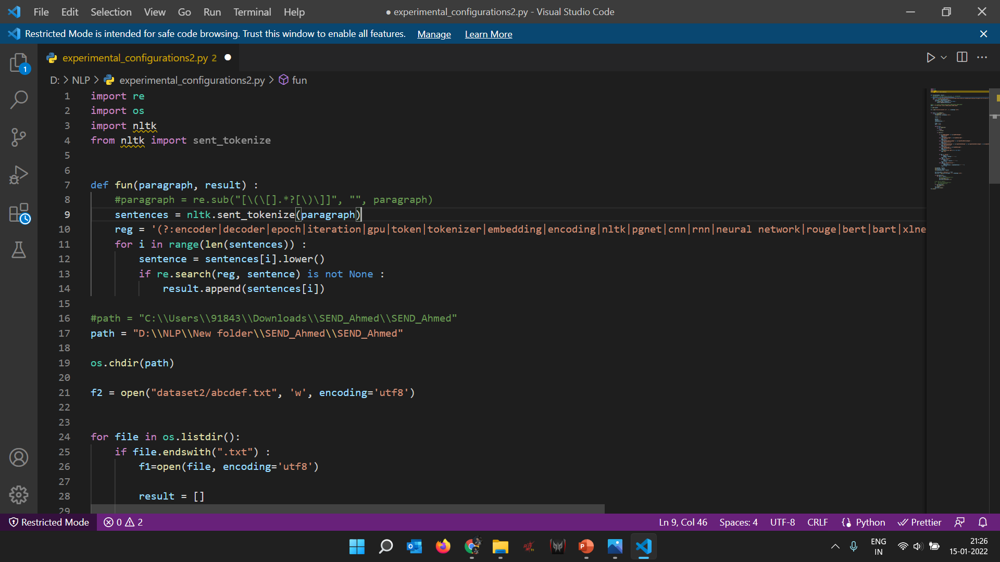 File Edit Selection View Go Run Terminal Help ● experimental_configurations2.py - Visual Studio Code
Restricted Mode is intended for safe code browsing. Trust this window to enable all features. Manage Learn More
experimental_configurations2.py 2
1
D: > NLP > experimental_configurations2.py > fun
1 import re
2 import os
3 import nltk
4 from nltk import sent_tokenize
5
6
7 def fun(paragraph, result) :
8 #paragraph = re.sub("[\(\[].*?[\)\]]", "", paragraph)
9 sentences = nltk.sent_tokenize(paragraph)
10 reg = '(?:encoder|decoder|epoch|iteration|gpu|token|tokenizer|embedding|encoding|nltk|pgnet|cnn|rnn|neural network|rouge|bert|bart|xlne
11 for i in range(len(sentences)) :
12 sentence = sentences[i].lower()
13 if re.search(reg, sentence) is not None :
14 result.append(sentences[i])
15
16 #path = "C:\\Users\\91843\\Downloads\\SEND_Ahmed\\SEND_Ahmed"
17 path = "D:\\NLP\\New folder\\SEND_Ahmed\\SEND_Ahmed"
18
19 os.chdir(path)
20
21 f2 = open("dataset2/abcdef.txt", 'w', encoding='utf8')
22
23
24 for file in os.listdir():
25 if file.endswith(".txt") :
26 f1=open(file, encoding='utf8')
27
28 result = []
29
Restricted Mode 0 2 Ln 9, Col 46 Spaces: 4 UTF-8 CRLF Python Prettier
ENG
IN
21:26
15-01-2022